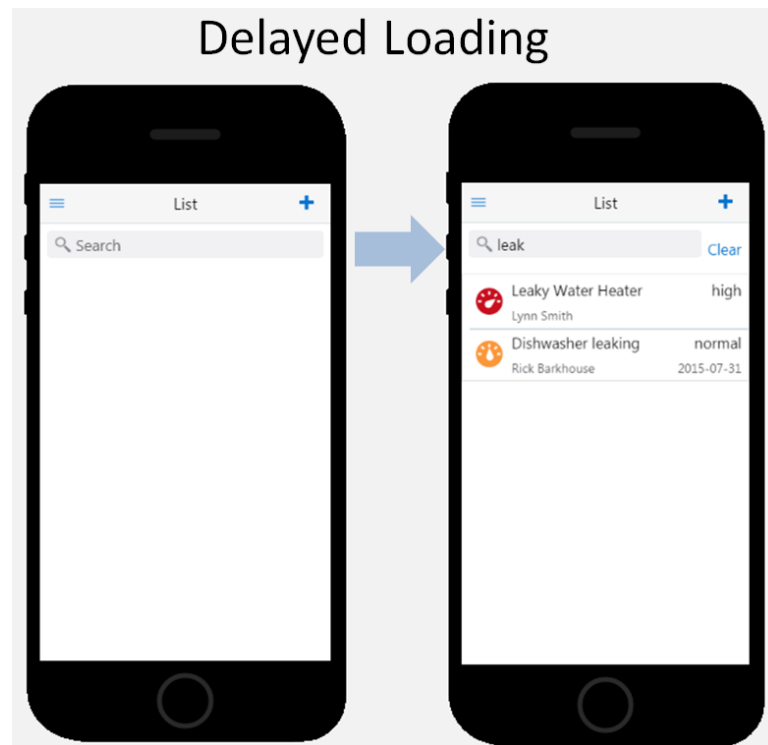 Delayed Loading
List
Search
List
leak
Clear
Leaky Water Heater high
Lynn Smith
Dishwasher leaking normal
Rick Barkhouse 2015-07-31